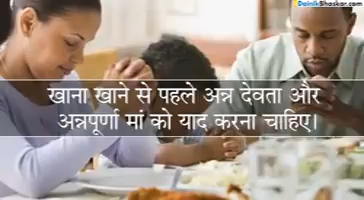 DainikBhaskar.com
खाना खाने से पहले अन्न देवता और
अन्नपूर्णा मां को याद करना चाहिए।